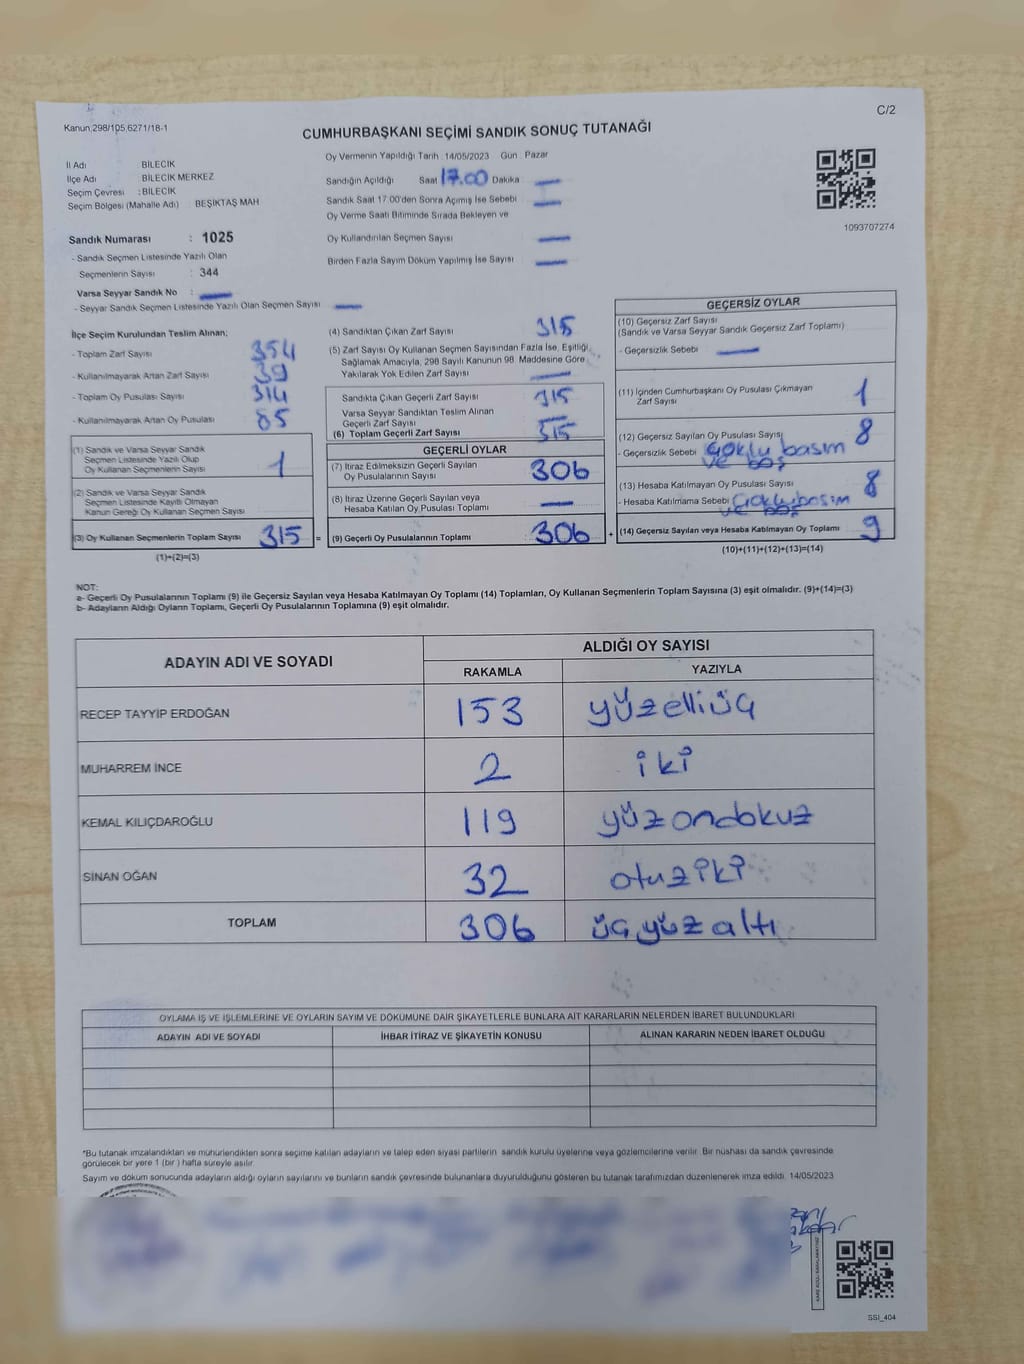 C/2
Kanun;298/105,6271/18-1
CUMHURBAŞKANI SEÇİMİ SANDIK SONUÇ TUTANAĞI
İl Adı BİLECİK
İlçe Adı BİLECİK MERKEZ
Seçim Çevresi : BİLECİK
Seçim Bölgesi (Mahalle Adı) BEŞİKTAŞ MAH
Sandık Numarası : 1025
- Sandık Seçmen Listesinde Yazılı Olan
Seçmenlerin Sayısı : 344
Varsa Seyyar Sandık No :
- Seyyar Sandık Seçmen Listesinde Yazılı Olan Seçmen Sayısı
Oy Vermenin Yapıldığı Tarih : 14/05/2023 Gün : Pazar
Sandığın Açıldığı Saat 17.00 Dakika
Sandık Saat 17:00'den Sonra Açımış İse Sebebi
Oy Verme Saati Bitiminde Sırada Bekleyen ve
Oy Kullandırılan Seçmen Sayısı
Birden Fazla Sayım Döküm Yapılmış İse Sayısı
1093707274
İlçe Seçim Kurulundan Teslim Alınan;
- Toplam Zarf Sayısı 354
- Kullanılmayarak Artan Zarf Sayısı 39
- Toplam Oy Pusulası Sayısı 314
- Kullanılmayarak Artan Oy Pusulası 85
(1) Sandık ve Varsa Seyyar Sandık
Seçmen Listesinde Yazılı Olup
Oy Kullanan Seçmenlerin Sayısı 1
(2) Sandık ve Varsa Seyyar Sandık
Seçmen Listesinde Kayıtlı Olmayan
Kanun Gereği Oy Kullanan Seçmen Sayısı
(3) Oy Kullanan Seçmenlerin Toplam Sayısı 315 =
(1)+(2)=(3)
(4) Sandıktan Çıkan Zarf Sayısı 315
(5) Zarf Sayısı Oy Kullanan Seçmen Sayısından Fazla İse, Eşitliği
Sağlamak Amacıyla, 298 Sayılı Kanunun 98. Maddesine Göre
Yakılarak Yok Edilen Zarf Sayısı
Sandıkta Çıkan Geçerli Zarf Sayısı 315
Varsa Seyyar Sandıktan Teslim Alınan
Geçerli Zarf Sayısı
(6) Toplam Geçerli Zarf Sayısı 315
GEÇERLİ OYLAR
(7) İtiraz Edilmeksizin Geçerli Sayılan
Oy Pusulalarının Sayısı 306
(8) İtiraz Üzerine Geçerli Sayılan veya
Hesaba Katılan Oy Pusulası Toplamı
(9) Geçerli Oy Pusulalarının Toplamı 306 +
GEÇERSİZ OYLAR
(10) Geçersiz Zarf Sayısı
(Sandık ve Varsa Seyyar Sandık Geçersiz Zarf Toplamı)
- Geçersizlik Sebebi
(11) İçinden Cumhurbaşkanı Oy Pusulası Çıkmayan
Zarf Sayısı 1
(12) Geçersiz Sayılan Oy Pusulası Sayısı 8
- Geçersizlik Sebebi çoklu basım
ve boş
(13) Hesaba Katılmayan Oy Pusulası Sayısı 8
- Hesaba Katılmama Sebebi Çoklu basım
ve boş
(14) Geçersiz Sayılan veya Hesaba Katılmayan Oy Toplamı 9
(10)+(11)+(12)+(13)=(14)
NOT:
a- Geçerli Oy Pusulalarının Toplamı (9) ile Geçersiz Sayılan veya Hesaba Katılmayan Oy Toplamı (14) Toplamları, Oy Kullanan Seçmenlerin Toplam Sayısına (3) eşit olmalıdır. (9)+(14)=(3)
b- Adayların Aldığı Oyların Toplamı, Geçerli Oy Pusulalarının Toplamına (9) eşit olmalıdır.
ADAYIN ADI VE SOYADI ALDIĞI OY SAYISI
RAKAMLA YAZIYLA
RECEP TAYYİP ERDOĞAN 153 yüzelliüç
MUHARREM İNCE 2 iki
KEMAL KILIÇDAROĞLU 119 yüzondokuz
SİNAN OĞAN 32 otuziki
TOPLAM 306 üçyüzaltı
OYLAMA İŞ VE İŞLEMLERİNE VE OYLARIN SAYIM VE DÖKÜMÜNE DAİR ŞİKAYETLERLE BUNLARA AİT KARARLARIN NELERDEN İBARET BULUNDUKLARI
ADAYIN ADI VE SOYADI İHBAR İTİRAZ VE ŞİKAYETİN KONUSU ALINAN KARARIN NEDEN İBARET OLDUĞU
*Bu tutanak imzalandıktan ve mühürlendikten sonra seçime katılan adayların ve talep eden siyasi partilerin sandık kurulu üyelerine veya gözlemcilerine verilir. Bir nüshası da sandık çevresinde
görülecek bir yere 1 (bir) hafta süreyle asılır.
Sayım ve döküm sonucunda adayların aldığı oyların sayılarını ve bunların sandık çevresinde bulunanlara duyurulduğunu gösteren bu tutanak tarafımızdan düzenlenerek imza edildi. 14/05/2023
SSI_404